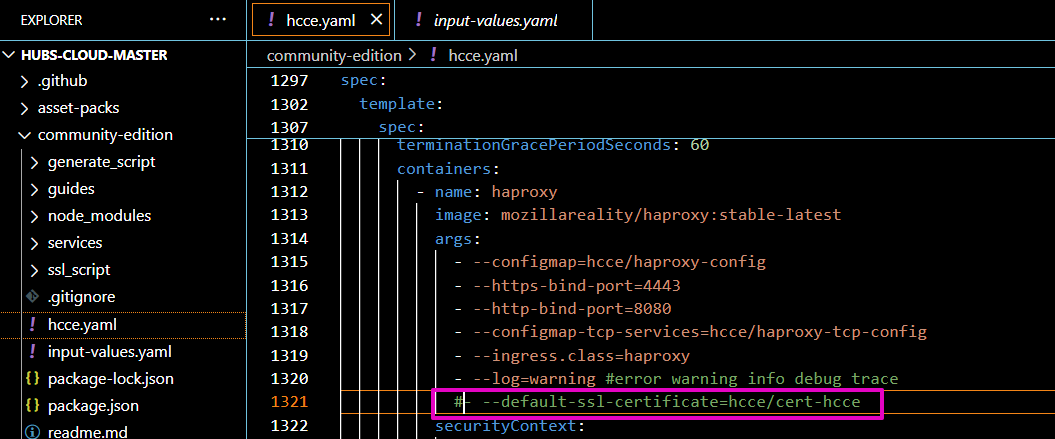 EXPLORER
HUBS-CLOUD-MASTER
.github
asset-packs
community-edition
generate_script
guides
node_modules
services
ssl_script
.gitignore
! hcce.yaml
! input-values.yaml
{} package-lock.json
{} package.json
readme.md
! hcce.yaml
! input-values.yaml
community-edition > ! hcce.yaml
1297 spec:
1302 template:
1307 spec:
1310 terminationGracePeriodSeconds: 60
1311 containers:
1312 - name: haproxy
1313 image: mozillareality/haproxy:stable-latest
1314 args:
1315 - --configmap=hcce/haproxy-config
1316 - --https-bind-port=4443
1317 - --http-bind-port=8080
1318 - --configmap-tcp-services=hcce/haproxy-tcp-config
1319 - --ingress.class=haproxy
1320 - --log=warning #error warning info debug trace
1321 #- --default-ssl-certificate=hcce/cert-hcce
1322 securityContext: